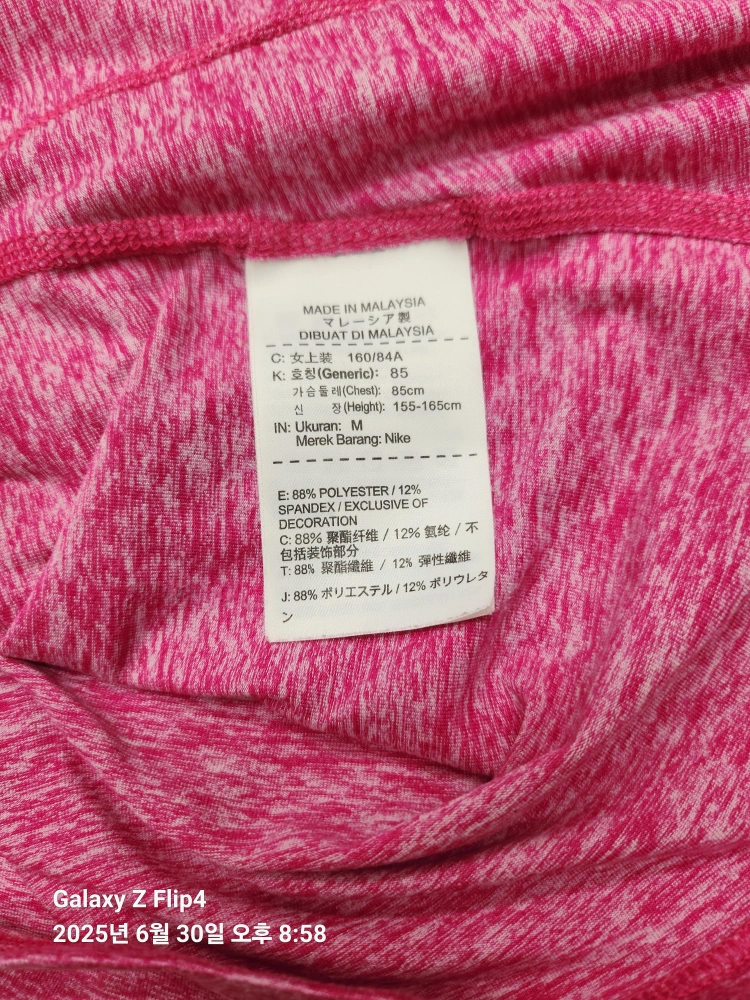 MADE IN MALAYSIA
マレーシア製
DIBUAT DI MALAYSIA
C: 女上装 160/84A
K: 호칭(Generic): 85
가슴둘레(Chest): 85cm
신 장(Height): 155-165cm
IN: Ukuran: M
Merek Barang: Nike
E: 88% POLYESTER / 12%
SPANDEX / EXCLUSIVE OF
DECORATION
C: 88% 聚酯纤维 / 12% 氨纶 / 不
包括装饰部分
T: 88% 聚酯纖維 / 12% 彈性纖維
J: 88% ポリエステル / 12% ポリウレタ
ン
Galaxy Z Flip4
2025년 6월 30일 오후 8:58